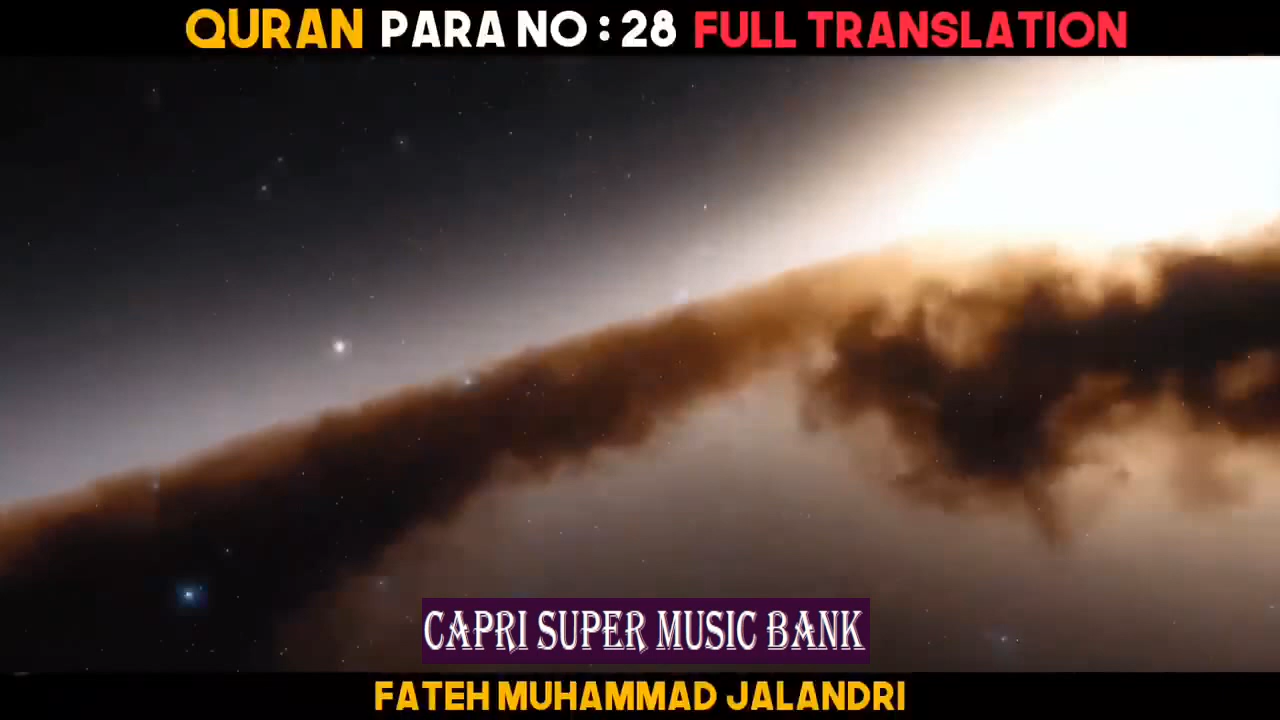 QURAN PARA NO : 28 FULL TRANSLATION
CAPRI SUPER MUSIC BANK
FATEH MUHAMMAD JALANDRI